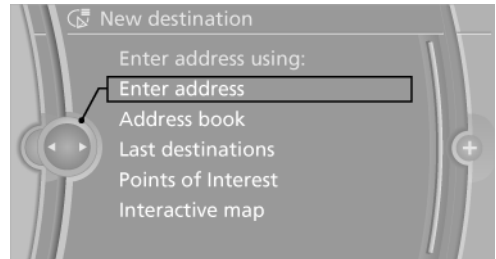 New destination
Enter address using:
Enter address
Address book
Last destinations
Points of Interest
Interactive map